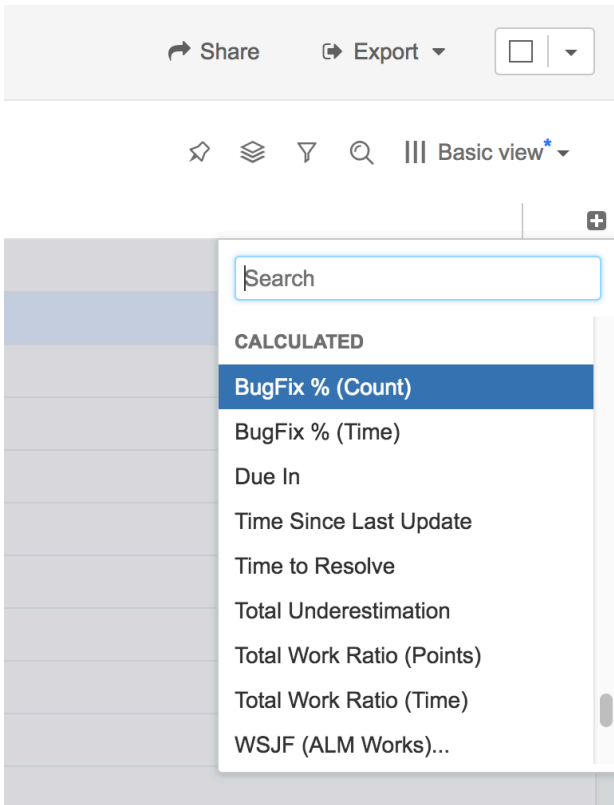 Share Export
Basic view*
Search
CALCULATED
BugFix % (Count)
BugFix % (Time)
Due In
Time Since Last Update
Time to Resolve
Total Underestimation
Total Work Ratio (Points)
Total Work Ratio (Time)
WSJF (ALM Works)...